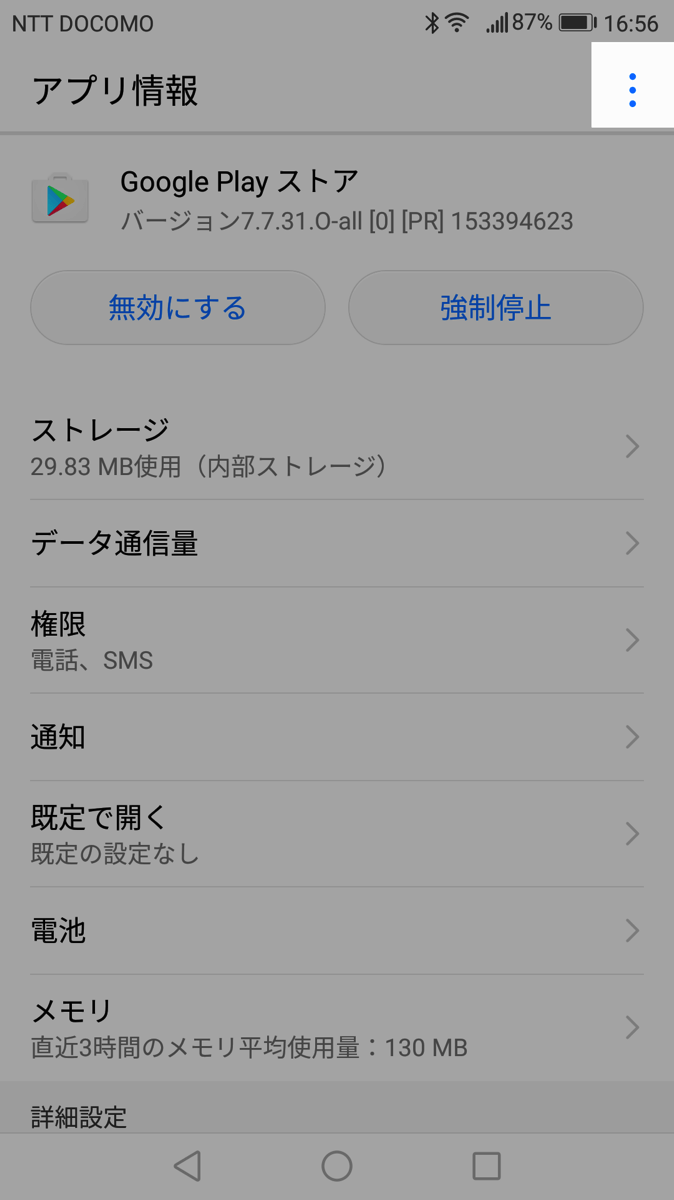 NTT DOCOMO 87% 16:56
アプリ情報
Google Play ストア
バージョン7.7.31.O-all [0] [PR] 153394623
無効にする 強制停止
ストレージ
29.83 MB使用（内部ストレージ）
データ通信量
権限
電話、SMS
通知
既定で開く
既定の設定なし
電池
メモリ
直近3時間のメモリ平均使用量：130 MB
詳細設定